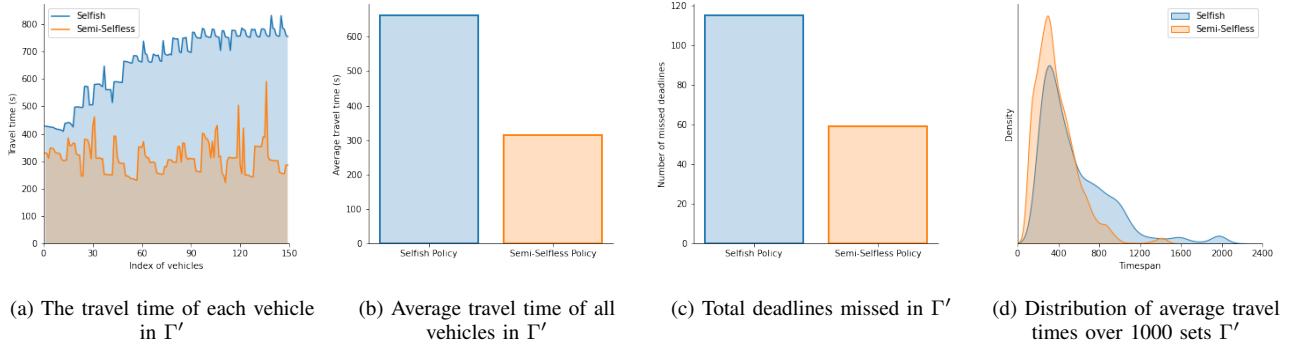 Selfish
Semi-Selfless
Travel time (s)
800
700
600
500
400
300
200
100
0
0 30 60 90 120 150
Index of vehicles
Average travel time (s)
600
500
400
300
200
100
0
Selfish Policy Semi-Selfless Policy
Number of missed deadlines
120
100
80
60
40
20
0
Selfish Policy Semi-Selfless Policy
Selfish
Semi-Selfless
Density
0 400 800 1200 1600 2000 2400
Timespan
(a) The travel time of each vehicle
in Γ′
(b) Average travel time of all
vehicles in Γ′
(c) Total deadlines missed in Γ′
(d) Distribution of average travel
times over 1000 sets Γ′